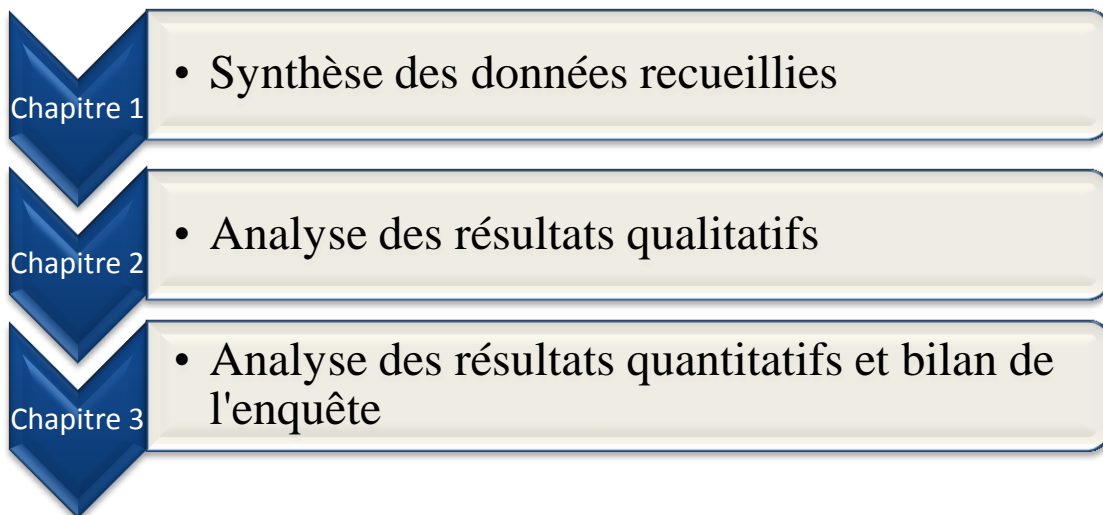 Chapitre 1
• Synthèse des données recueillies
Chapitre 2
• Analyse des résultats qualitatifs
Chapitre 3
• Analyse des résultats quantitatifs et bilan de
l'enquête